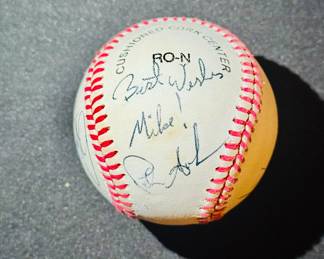 CUSHIONED CORK CENTER
RO-N
Best Wishes
Mike!